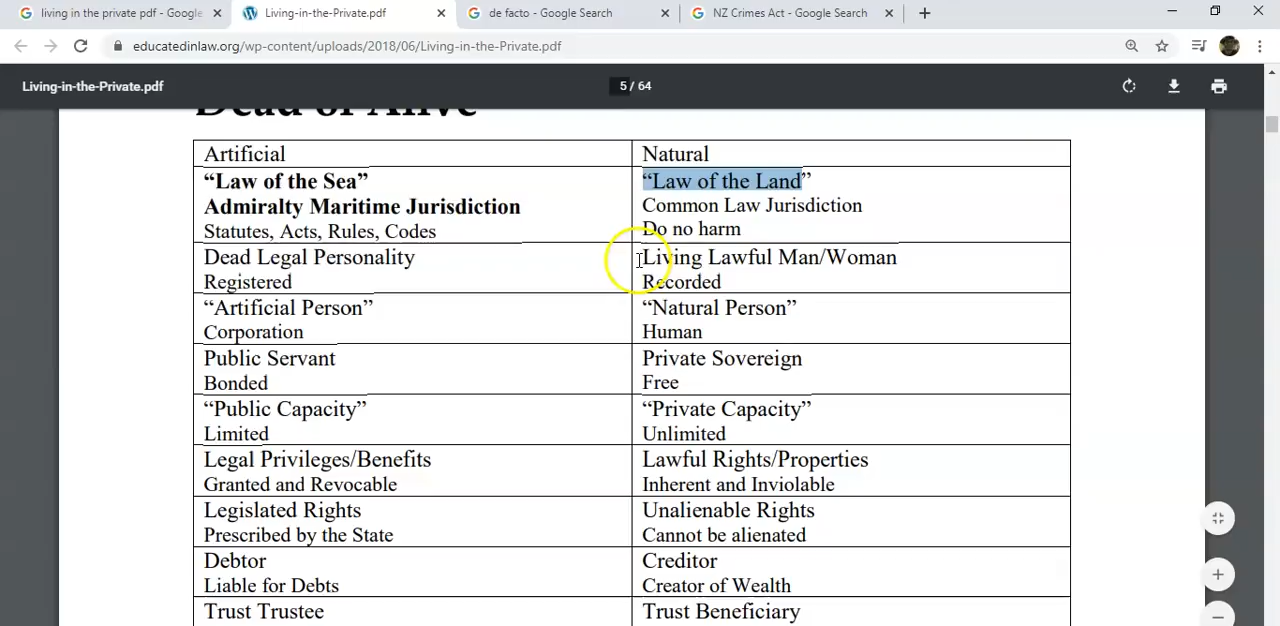 living in the private pdf - Google
Living-in-the-Private.pdf
de facto - Google Search
NZ Crimes Act - Google Search
educatedinlaw.org/wp-content/uploads/2018/06/Living-in-the-Private.pdf
Living-in-the-Private.pdf
5 / 64
Dead or Alive
Artificial
Natural
“Law of the Sea”
Admiralty Maritime Jurisdiction
Statutes, Acts, Rules, Codes
“Law of the Land”
Common Law Jurisdiction
Do no harm
Dead Legal Personality
Registered
Living Lawful Man/Woman
Recorded
“Artificial Person”
Corporation
“Natural Person”
Human
Public Servant
Bonded
Private Sovereign
Free
“Public Capacity”
Limited
“Private Capacity”
Unlimited
Legal Privileges/Benefits
Granted and Revocable
Lawful Rights/Properties
Inherent and Inviolable
Legislated Rights
Prescribed by the State
Unalienable Rights
Cannot be alienated
Debtor
Liable for Debts
Creditor
Creator of Wealth
Trust Trustee
Trust Beneficiary